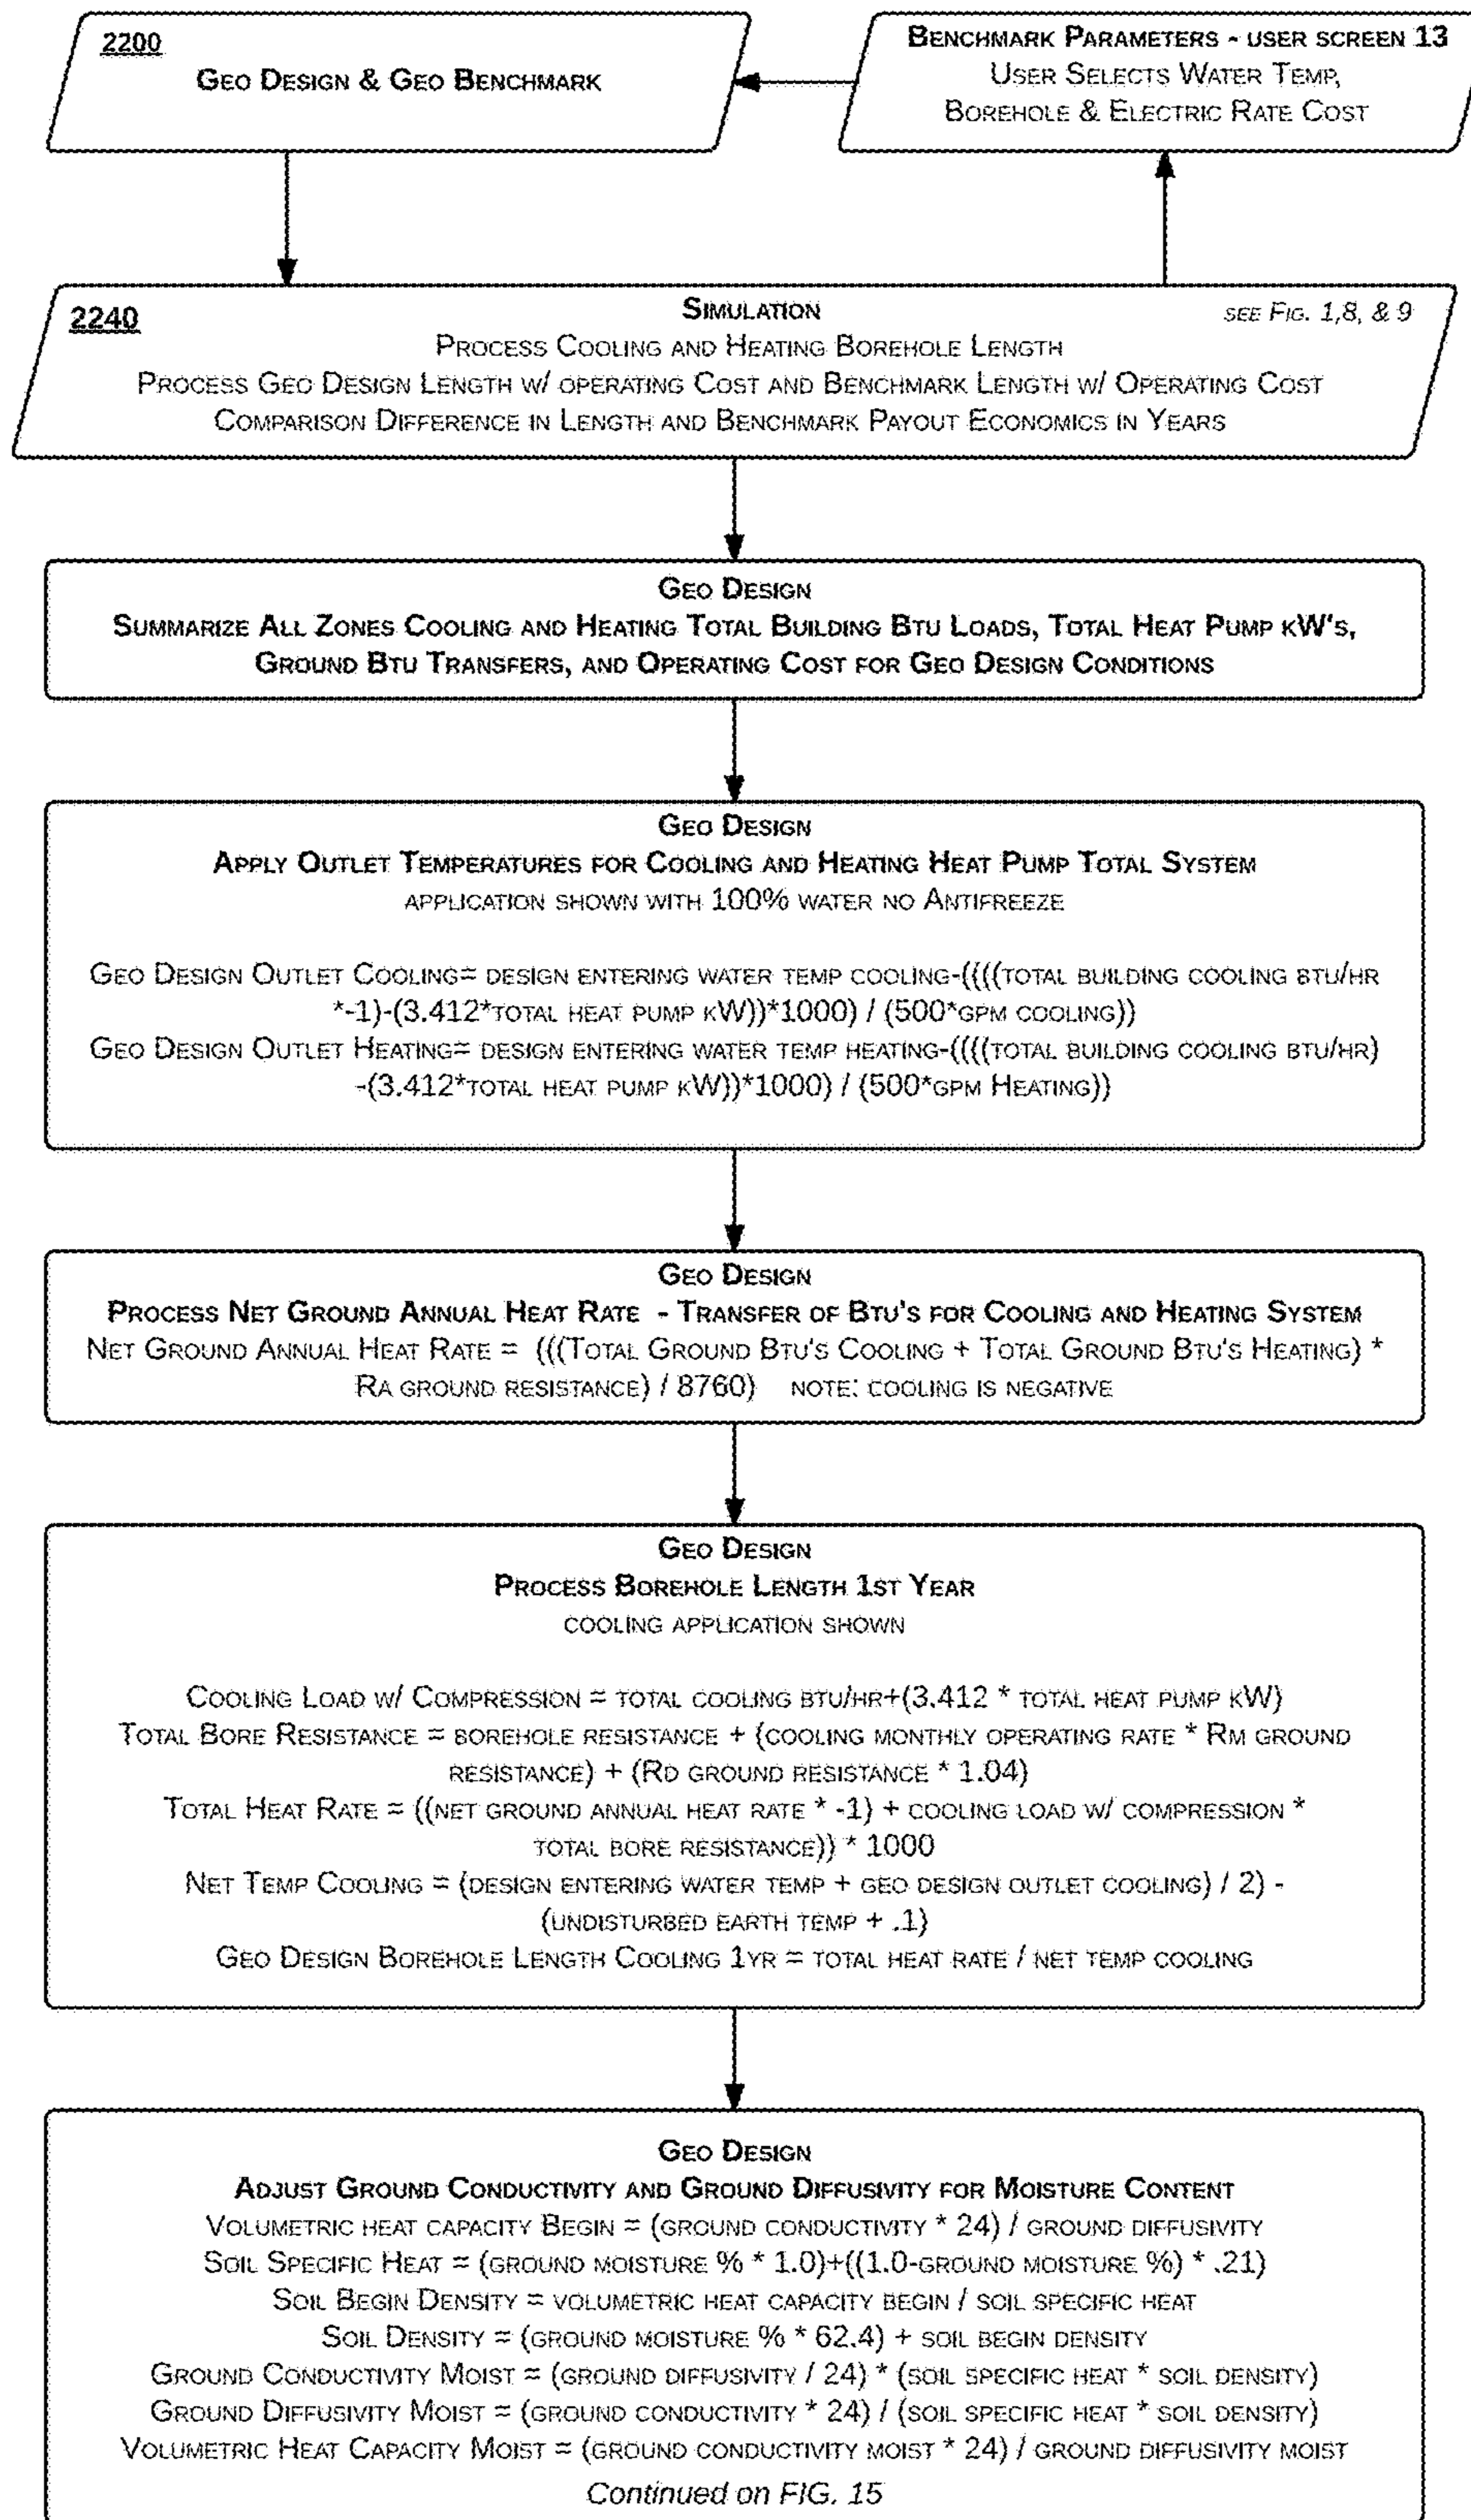 2200
GEO DESIGN & GEO BENCHMARK
BENCHMARK PARAMETERS - USER SCREEN 13
USER SELECTS WATER TEMP,
BOREHOLE & ELECTRIC RATE COST
2240
SIMULATION
SEE FIG. 1,8, & 9
PROCESS COOLING AND HEATING BOREHOLE LENGTH
PROCESS GEO DESIGN LENGTH W/ OPERATING COST AND BENCHMARK LENGTH W/ OPERATING COST
COMPARISON DIFFERENCE IN LENGTH AND BENCHMARK PAYOUT ECONOMICS IN YEARS
GEO DESIGN
SUMMARIZE ALL ZONES COOLING AND HEATING TOTAL BUILDING BTU LOADS, TOTAL HEAT PUMP KW'S,
GROUND BTU TRANSFERS, AND OPERATING COST FOR GEO DESIGN CONDITIONS
GEO DESIGN
APPLY OUTLET TEMPERATURES FOR COOLING AND HEATING HEAT PUMP TOTAL SYSTEM
APPLICATION SHOWN WITH 100% WATER NO ANTIFREEZE
GEO DESIGN OUTLET COOLING= DESIGN ENTERING WATER TEMP COOLING-((((TOTAL BUILDING COOLING BTU/HR
*-1)-(3.412*TOTAL HEAT PUMP KW))*1000) / (500*GPM COOLING))
GEO DESIGN OUTLET HEATING= DESIGN ENTERING WATER TEMP HEATING-((((TOTAL BUILDING COOLING BTU/HR)
-(3.412*TOTAL HEAT PUMP KW))*1000) / (500*GPM HEATING))
GEO DESIGN
PROCESS NET GROUND ANNUAL HEAT RATE - TRANSFER OF BTU'S FOR COOLING AND HEATING SYSTEM
NET GROUND ANNUAL HEAT RATE = (((TOTAL GROUND BTU'S COOLING + TOTAL GROUND BTU'S HEATING) *
RA GROUND RESISTANCE) / 8760) NOTE: COOLING IS NEGATIVE
GEO DESIGN
PROCESS BOREHOLE LENGTH 1ST YEAR
COOLING APPLICATION SHOWN
COOLING LOAD W/ COMPRESSION = TOTAL COOLING BTU/HR+(3.412 * TOTAL HEAT PUMP KW)
TOTAL BORE RESISTANCE = BOREHOLE RESISTANCE + (COOLING MONTHLY OPERATING RATE * RM GROUND
RESISTANCE) + (RD GROUND RESISTANCE * 1.04)
TOTAL HEAT RATE = ((NET GROUND ANNUAL HEAT RATE * -1) + COOLING LOAD W/ COMPRESSION *
TOTAL BORE RESISTANCE)) * 1000
NET TEMP COOLING = (DESIGN ENTERING WATER TEMP + GEO DESIGN OUTLET COOLING) / 2) -
(UNDISTURBED EARTH TEMP + .1)
GEO DESIGN BOREHOLE LENGTH COOLING 1YR = TOTAL HEAT RATE / NET TEMP COOLING
GEO DESIGN
ADJUST GROUND CONDUCTIVITY AND GROUND DIFFUSIVITY FOR MOISTURE CONTENT
VOLUMETRIC HEAT CAPACITY BEGIN = (GROUND CONDUCTIVITY * 24) / GROUND DIFFUSIVITY
SOIL SPECIFIC HEAT = (GROUND MOISTURE % * 1.0)+((1.0-GROUND MOISTURE %) * .21)
SOIL BEGIN DENSITY = VOLUMETRIC HEAT CAPACITY BEGIN / SOIL SPECIFIC HEAT
SOIL DENSITY = (GROUND MOISTURE % * 62.4) + SOIL BEGIN DENSITY
GROUND CONDUCTIVITY MOIST = (GROUND DIFFUSIVITY / 24) * (SOIL SPECIFIC HEAT * SOIL DENSITY)
GROUND DIFFUSIVITY MOIST = (GROUND CONDUCTIVITY * 24) / (SOIL SPECIFIC HEAT * SOIL DENSITY)
VOLUMETRIC HEAT CAPACITY MOIST = (GROUND CONDUCTIVITY MOIST * 24) / GROUND DIFFUSIVITY MOIST
Continued on FIG. 15